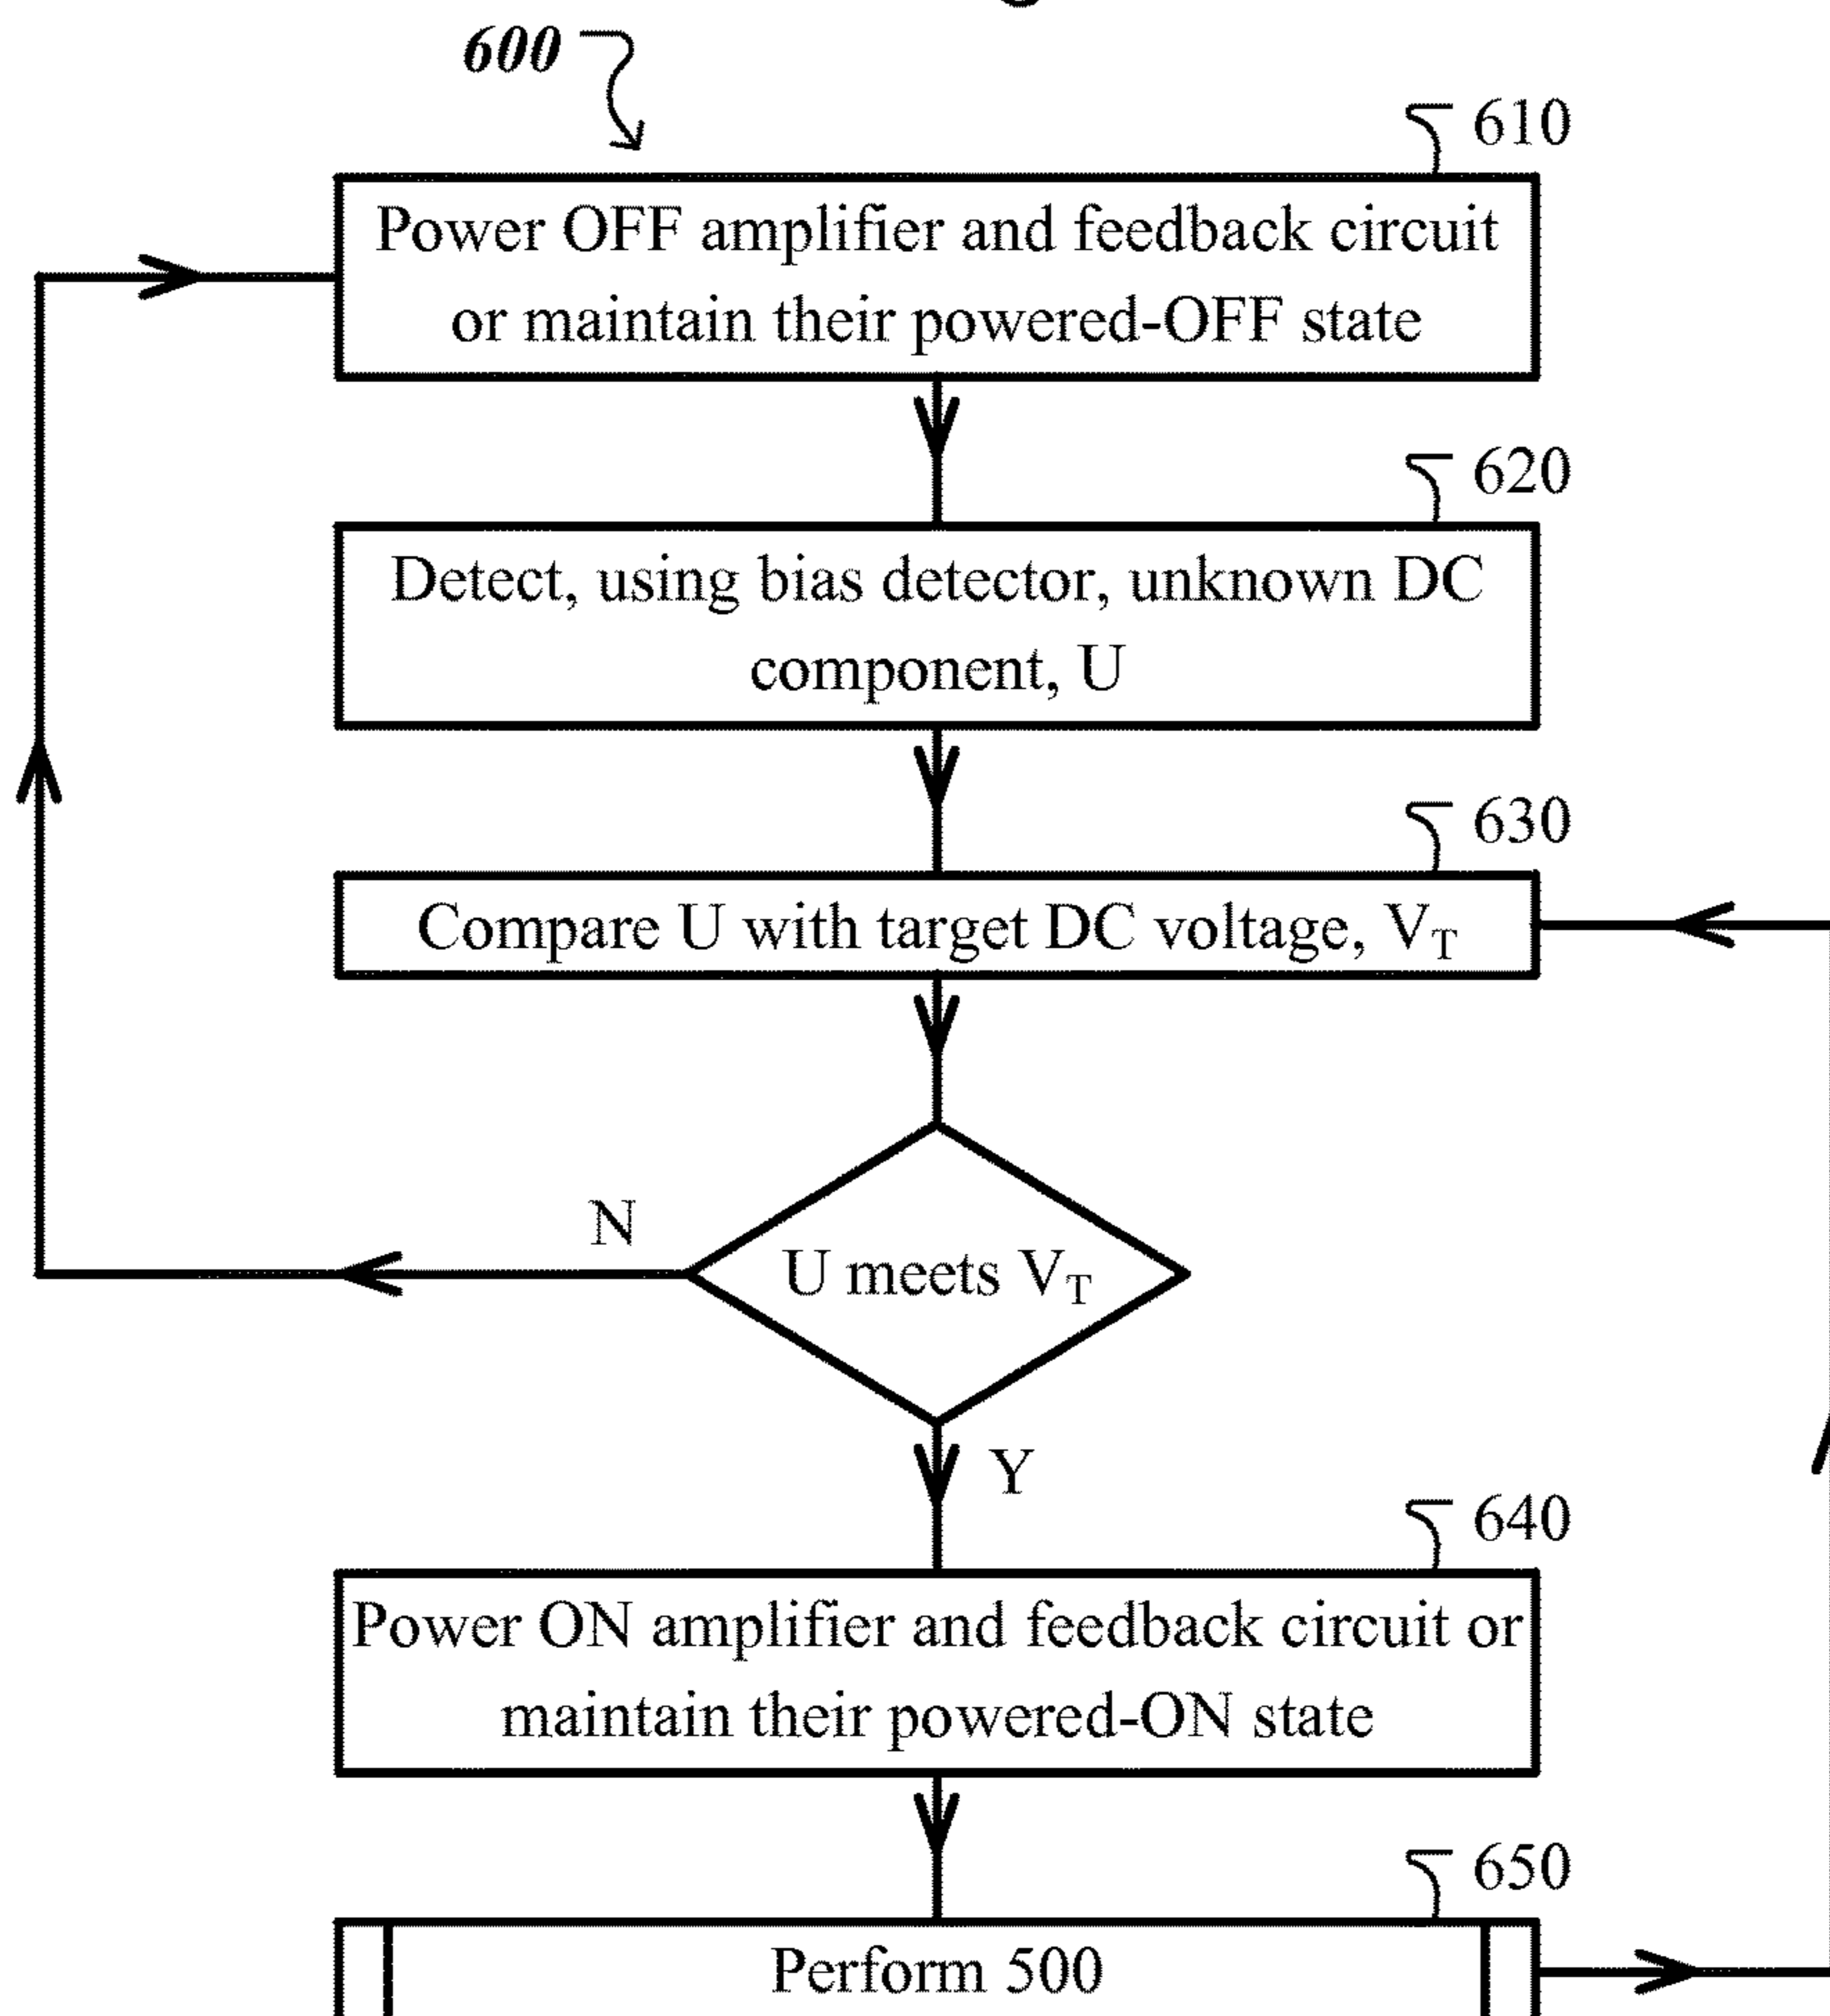 600
610
Power OFF amplifier and feedback circuit
or maintain their powered-OFF state
620
Detect, using bias detector, unknown DC
component, U
630
Compare U with target DC voltage, V_T
N
U meets V_T
Y
640
Power ON amplifier and feedback circuit or
maintain their powered-ON state
650
Perform 500